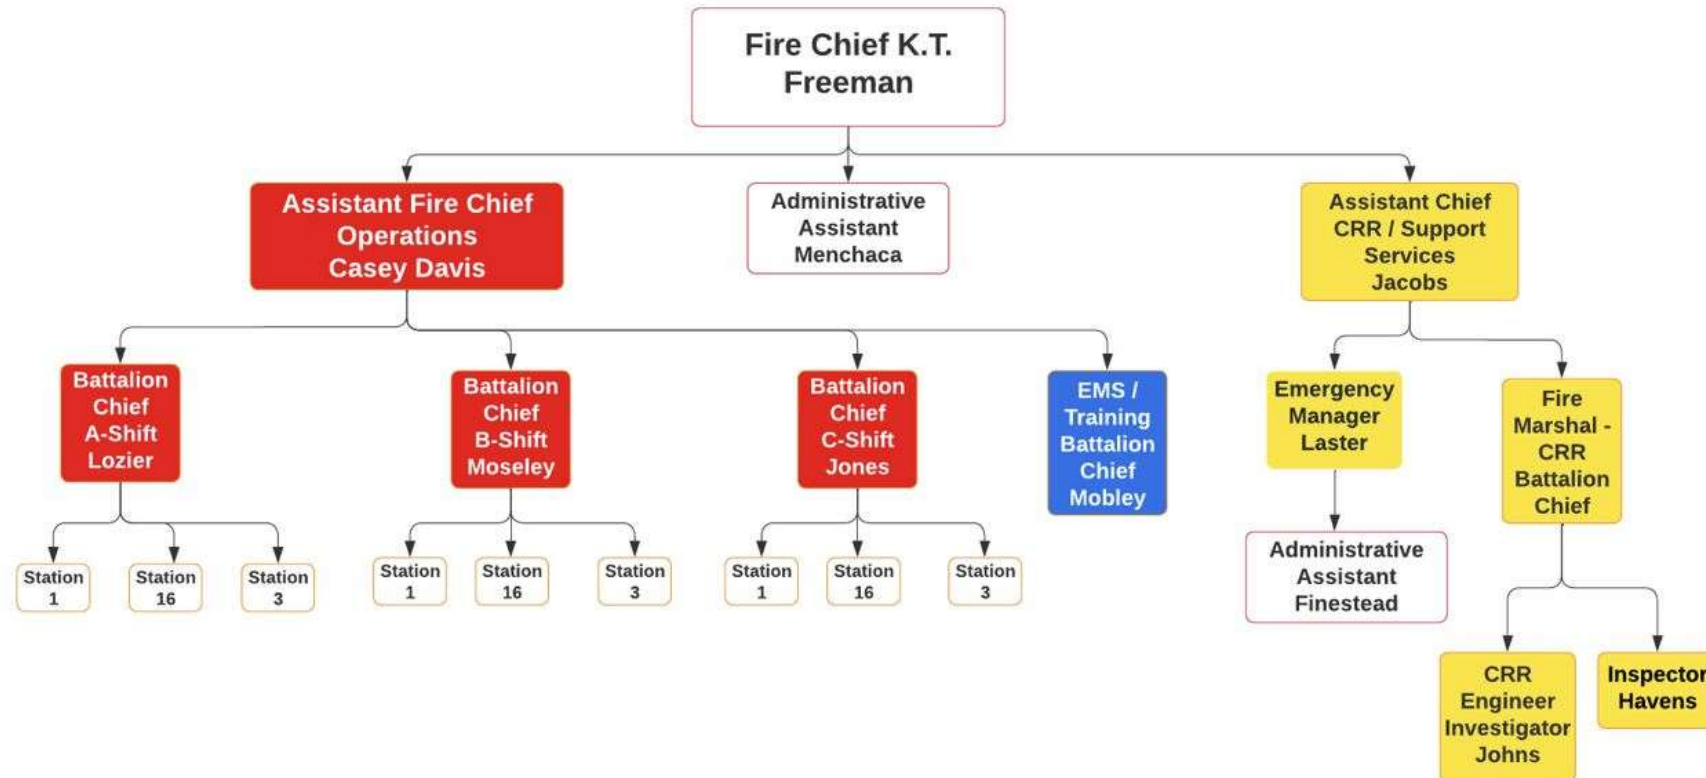 Fire Chief K.T.
Freeman
Assistant Fire Chief
Operations
Casey Davis
Administrative
Assistant
Menchaca
Assistant Chief
CRR / Support
Services
Jacobs
Battalion
Chief
A-Shift
Lozier
Battalion
Chief
B-Shift
Moseley
Battalion
Chief
C-Shift
Jones
EMS /
Training
Battalion
Chief
Mobley
Emergency
Manager
Laster
Fire
Marshal -
CRR
Battalion
Chief
Station
1
Station
16
Station
3
Station
1
Station
16
Station
3
Station
1
Station
16
Station
3
Administrative
Assistant
Finestead
CRR
Engineer
Investigator
Johns
Inspector
Havens